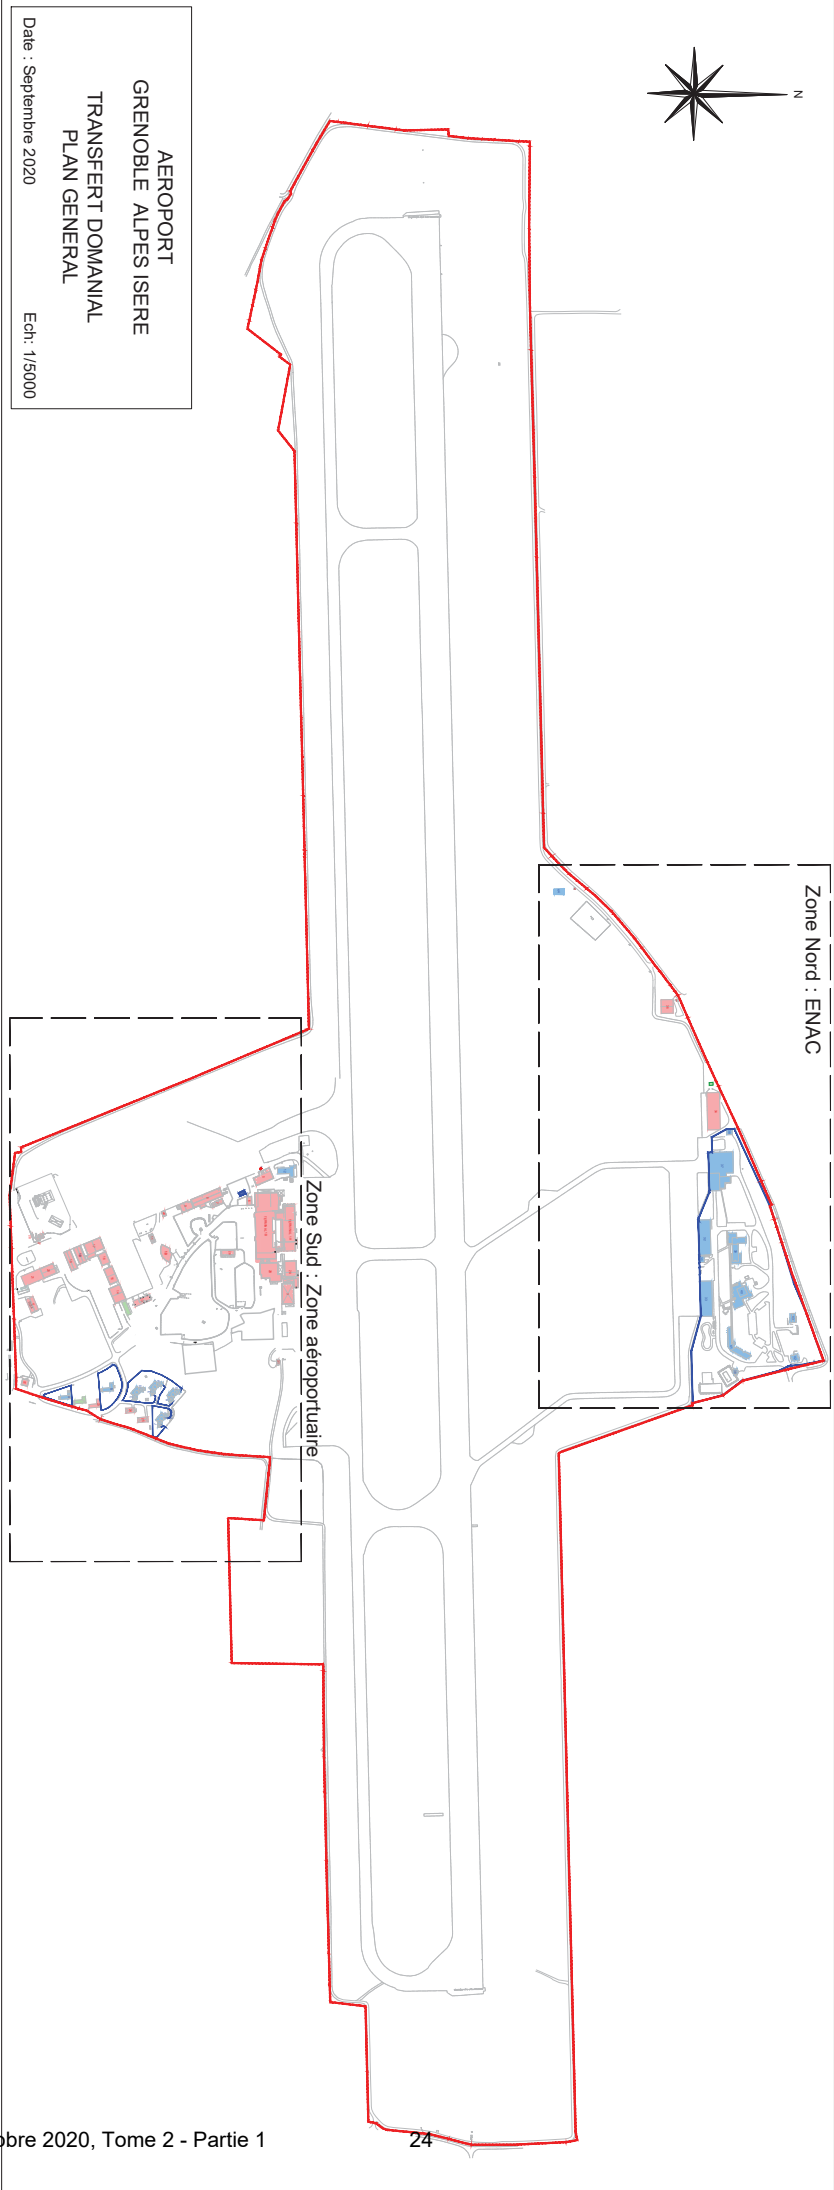 AEROPORT
GRENOBLE ALPES ISERE
TRANSFERT DOMANIAL
PLAN GENERAL
Date : Septembre 2020 Ech: 1/5000
N
Zone Nord : ENAC
Zone Sud : Zone aéroportuaire
obre 2020, Tome 2 - Partie 1 24